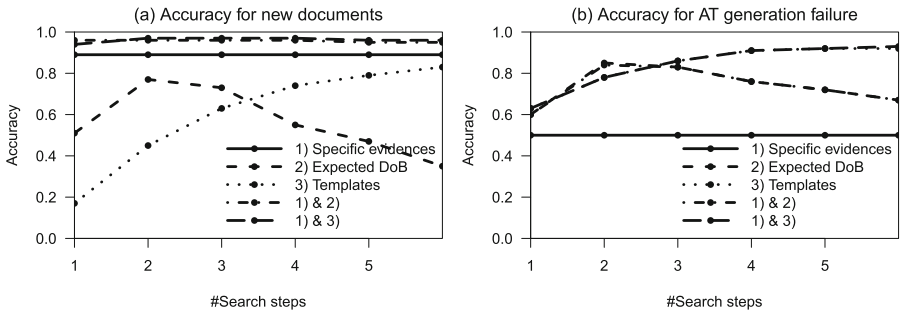 (a) Accuracy for new documents
Accuracy
1.0
0.8
0.6
0.4
0.2
0.0
1) Specific evidences
2) Expected DoB
3) Templates
1) & 2)
1) & 3)
1 2 3 4 5
#Search steps
(b) Accuracy for AT generation failure
Accuracy
1.0
0.8
0.6
0.4
0.2
0.0
1) Specific evidences
2) Expected DoB
3) Templates
1) & 2)
1) & 3)
1 2 3 4 5
#Search steps